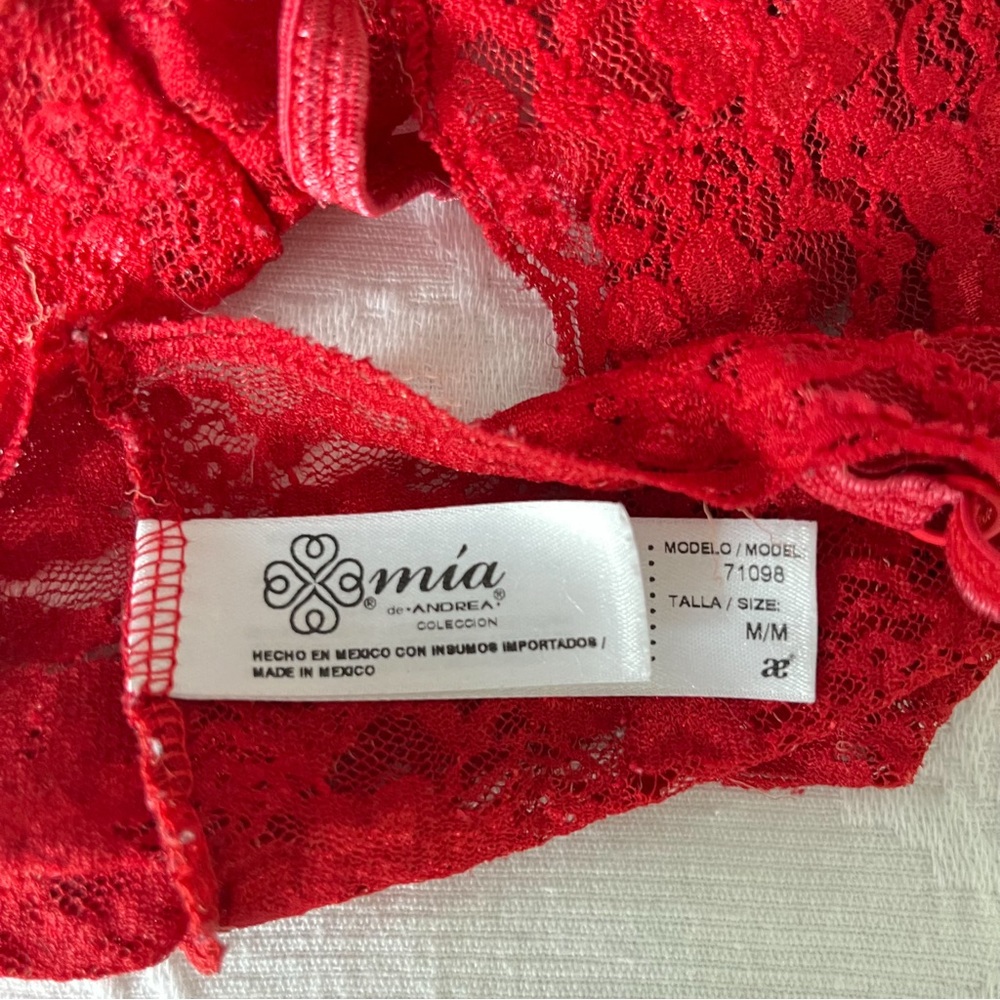 mía
®
de • ANDREA • ®
COLECCION
HECHO EN MEXICO CON INSUMOS IMPORTADOS /
MADE IN MEXICO
MODELO / MODEL:
71098
TALLA / SIZE:
M/M
æ